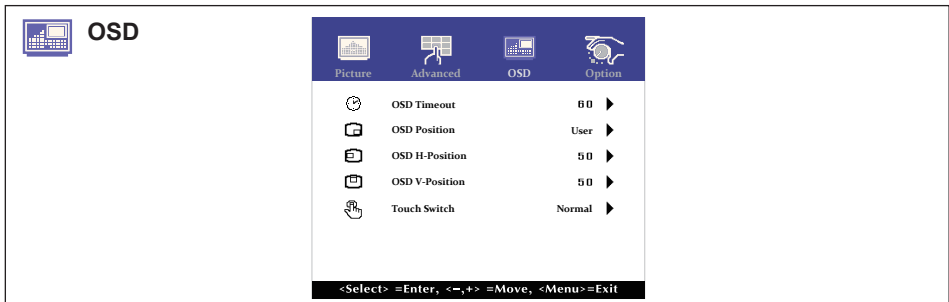 OSD
Picture Advanced OSD Option
OSD Timeout 60
OSD Position User
OSD H-Position 50
OSD V-Position 50
Touch Switch Normal
<Select> =Enter, <−,+> =Move, <Menu>=Exit